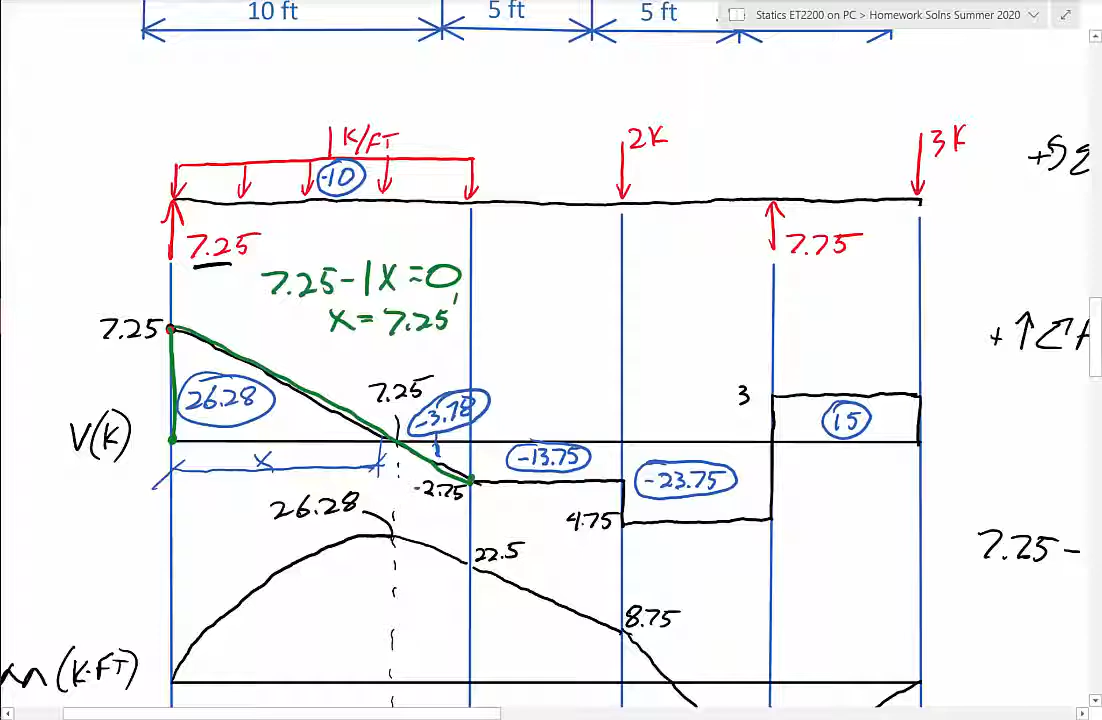 10 ft
5 ft
5 ft
Statics ET2200 on PC > Homework Solns Summer 2020
1 K/FT
-10
2K
3K
+
7.25
7.75
7.25-1X=0
X=7.25'
7.25
26.28
7.25
-3.78
3
15
V(K)
X
-13.75
-23.75
-2.75
4.75
26.28
22.5
7.25-
8.75
M(K·FT)